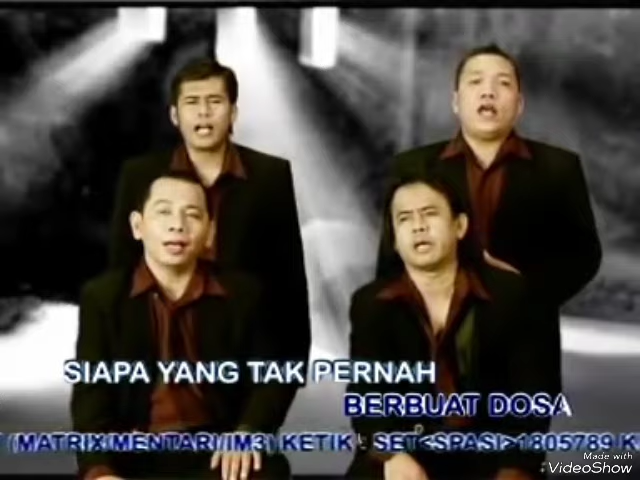 SIAPA YANG TAK PERNAH
BERBUAT DOSA
(MATRIX/MENTARI/IM3) KETIK : SET<SPASI>1805789 K
Made with
VideoShow